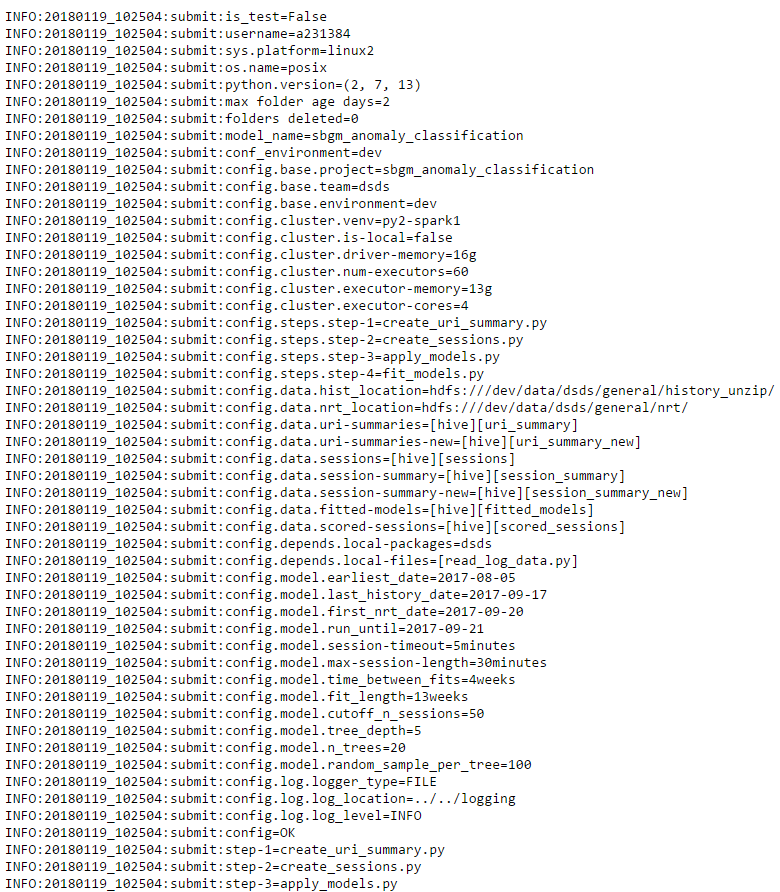 INFO:20180119_102504:submit:is_test=False
INFO:20180119_102504:submit:username=a231384
INFO:20180119_102504:submit:sys.platform=linux2
INFO:20180119_102504:submit:os.name=posix
INFO:20180119_102504:submit:python.version=(2, 7, 13)
INFO:20180119_102504:submit:max folder age days=2
INFO:20180119_102504:submit:folders deleted=0
INFO:20180119_102504:submit:model_name=sbgm_anomaly_classification
INFO:20180119_102504:submit:conf_environment=dev
INFO:20180119_102504:submit:config.base.project=sbgm_anomaly_classification
INFO:20180119_102504:submit:config.base.team=dsds
INFO:20180119_102504:submit:config.base.environment=dev
INFO:20180119_102504:submit:config.cluster.venv=py2-spark1
INFO:20180119_102504:submit:config.cluster.is-local=false
INFO:20180119_102504:submit:config.cluster.driver-memory=16g
INFO:20180119_102504:submit:config.cluster.num-executors=60
INFO:20180119_102504:submit:config.cluster.executor-memory=13g
INFO:20180119_102504:submit:config.cluster.executor-cores=4
INFO:20180119_102504:submit:config.steps.step-1=create_uri_summary.py
INFO:20180119_102504:submit:config.steps.step-2=create_sessions.py
INFO:20180119_102504:submit:config.steps.step-3=apply_models.py
INFO:20180119_102504:submit:config.steps.step-4=fit_models.py
INFO:20180119_102504:submit:config.data.hist_location=hdfs:///dev/data/dsds/general/history_unzip/
INFO:20180119_102504:submit:config.data.nrt_location=hdfs:///dev/data/dsds/general/nrt/
INFO:20180119_102504:submit:config.data.uri-summaries=[hive][uri_summary]
INFO:20180119_102504:submit:config.data.uri-summaries-new=[hive][uri_summary_new]
INFO:20180119_102504:submit:config.data.sessions=[hive][sessions]
INFO:20180119_102504:submit:config.data.session-summary=[hive][session_summary]
INFO:20180119_102504:submit:config.data.session-summary-new=[hive][session_summary_new]
INFO:20180119_102504:submit:config.data.fitted-models=[hive][fitted_models]
INFO:20180119_102504:submit:config.data.scored-sessions=[hive][scored_sessions]
INFO:20180119_102504:submit:config.depends.local-packages=dsds
INFO:20180119_102504:submit:config.depends.local-files=[read_log_data.py]
INFO:20180119_102504:submit:config.model.earliest_date=2017-08-05
INFO:20180119_102504:submit:config.model.last_history_date=2017-09-17
INFO:20180119_102504:submit:config.model.first_nrt_date=2017-09-20
INFO:20180119_102504:submit:config.model.run_until=2017-09-21
INFO:20180119_102504:submit:config.model.session-timeout=5minutes
INFO:20180119_102504:submit:config.model.max-session-length=30minutes
INFO:20180119_102504:submit:config.model.time_between_fits=4weeks
INFO:20180119_102504:submit:config.model.fit_length=13weeks
INFO:20180119_102504:submit:config.model.cutoff_n_sessions=50
INFO:20180119_102504:submit:config.model.tree_depth=5
INFO:20180119_102504:submit:config.model.n_trees=20
INFO:20180119_102504:submit:config.model.random_sample_per_tree=100
INFO:20180119_102504:submit:config.log.logger_type=FILE
INFO:20180119_102504:submit:config.log.log_location=../../logging
INFO:20180119_102504:submit:config.log.log_level=INFO
INFO:20180119_102504:submit:config=OK
INFO:20180119_102504:submit:step-1=create_uri_summary.py
INFO:20180119_102504:submit:step-2=create_sessions.py
INFO:20180119_102504:submit:step-3=apply_models.py